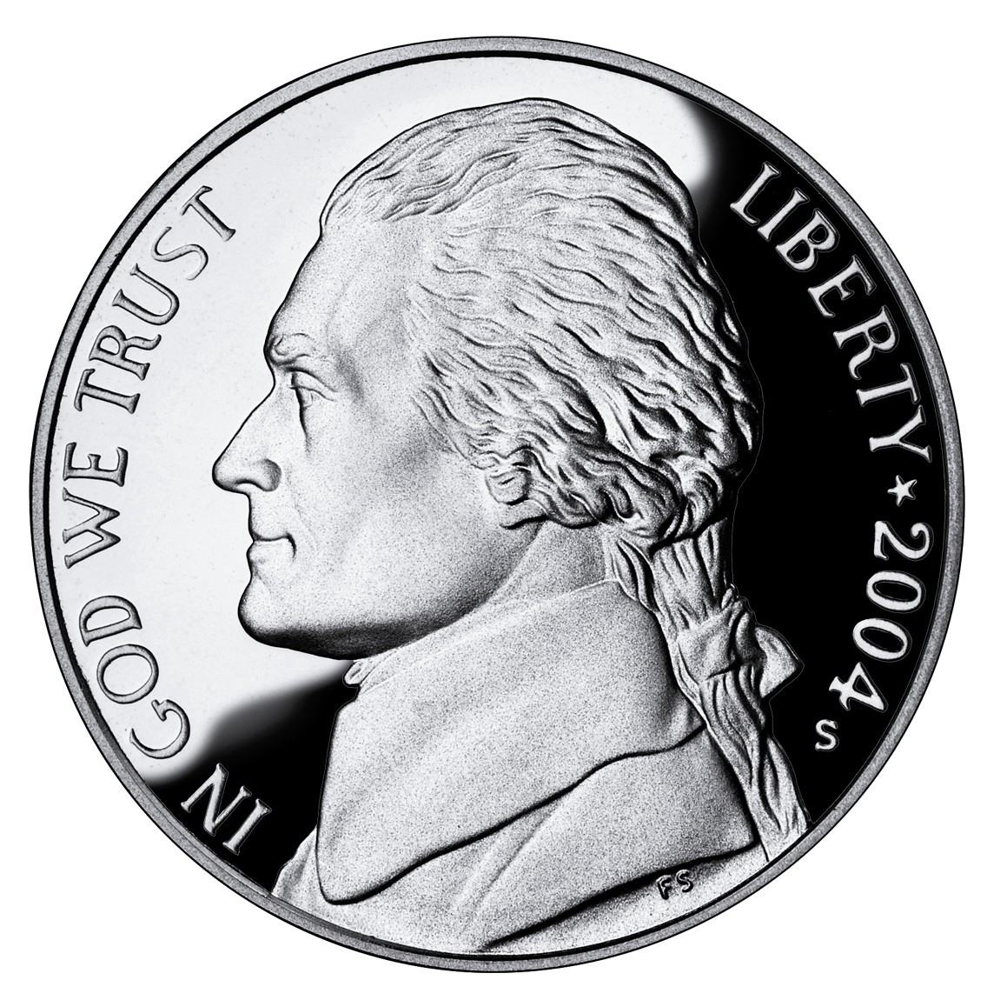 IN GOD WE TRUST
LIBERTY ★ 2004
S
FS